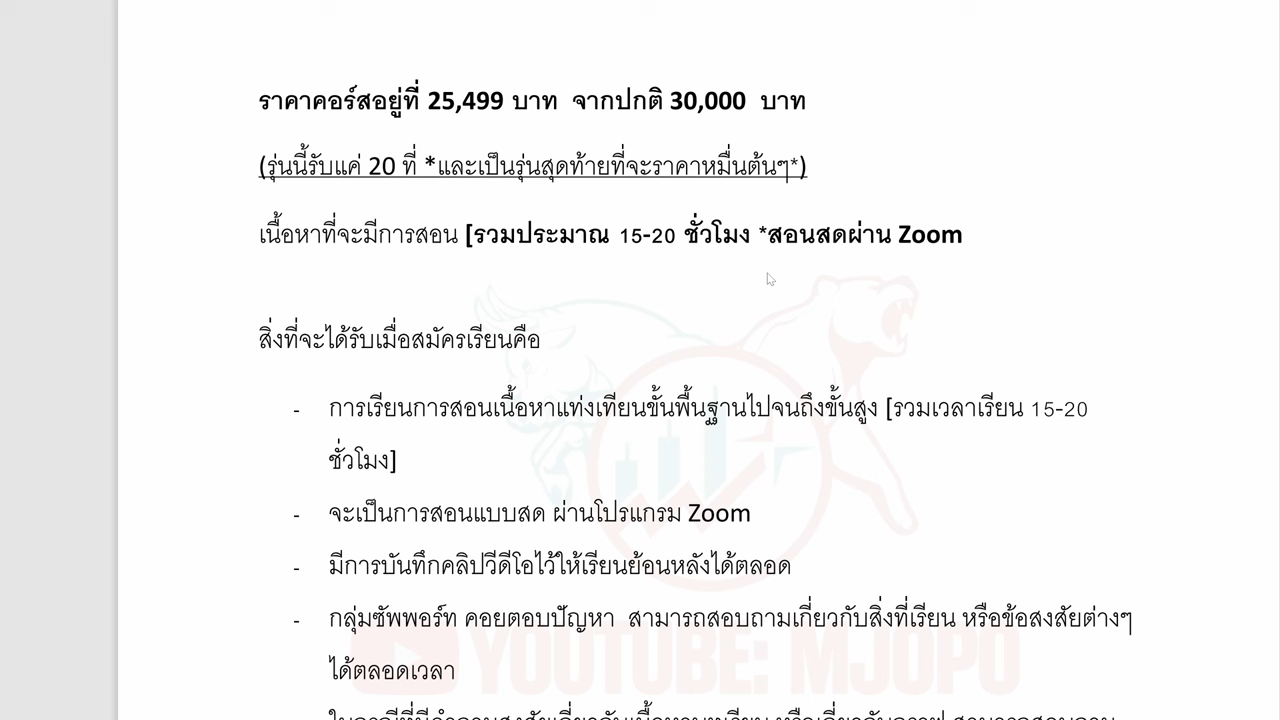 ราคาคอร์สอยู่ที่ 25,499 บาท จากปกติ 30,000 บาท
(รุ่นนี้รับแค่ 20 ที่ *และเป็นรุ่นสุดท้ายที่จะราคาหมื่นต้นๆ*)
เนื้อหาที่จะมีการสอน [รวมประมาณ 15-20 ชั่วโมง *สอนสดผ่าน Zoom
สิ่งที่จะได้รับเมื่อสมัครเรียนคือ
- การเรียนการสอนเนื้อหาแท่งเทียนขั้นพื้นฐานไปจนถึงขั้นสูง [รวมเวลาเรียน 15-20
ชั่วโมง]
- จะเป็นการสอนแบบสด ผ่านโปรแกรม Zoom
- มีการบันทึกคลิปวีดีโอไว้ให้เรียนย้อนหลังได้ตลอด
- กลุ่มซัพพอร์ท คอยตอบปัญหา สามารถสอบถามเกี่ยวกับสิ่งที่เรียน หรือข้อสงสัยต่างๆ
ได้ตลอดเวลา
YOUTUBE: MJOPO